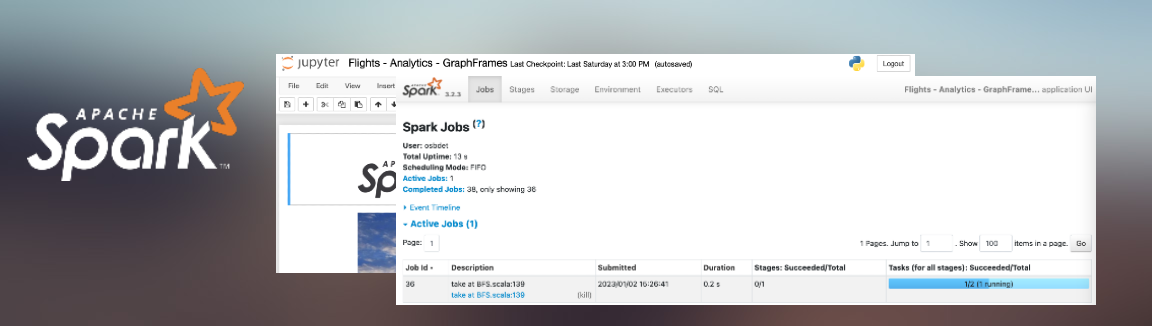 APACHE
Spark™
jupyter Flights - Analytics - GraphFrames Last Checkpoint: Last Saturday at 3:00 PM (autosaved)
Logout
File Edit View Insert
Spark 3.2.3 Jobs Stages Storage Environment Executors SQL Flights - Analytics - GraphFrame... application UI
Spark Jobs (?)
User: osbdet
Total Uptime: 13 s
Scheduling Mode: FIFO
Active Jobs: 1
Completed Jobs: 38, only showing 36
Event Timeline
Active Jobs (1)
Page: 1
1 Pages. Jump to 1 . Show 100 items in a page. Go
Job Id Description Submitted Duration Stages: Succeeded/Total Tasks (for all stages): Succeeded/Total
36 take at BFS.scala:139 2023/01/02 15:26:41 0.2 s 0/1 1/2 (1 running)
take at BFS.scala:139 (kill)
A P
Sp